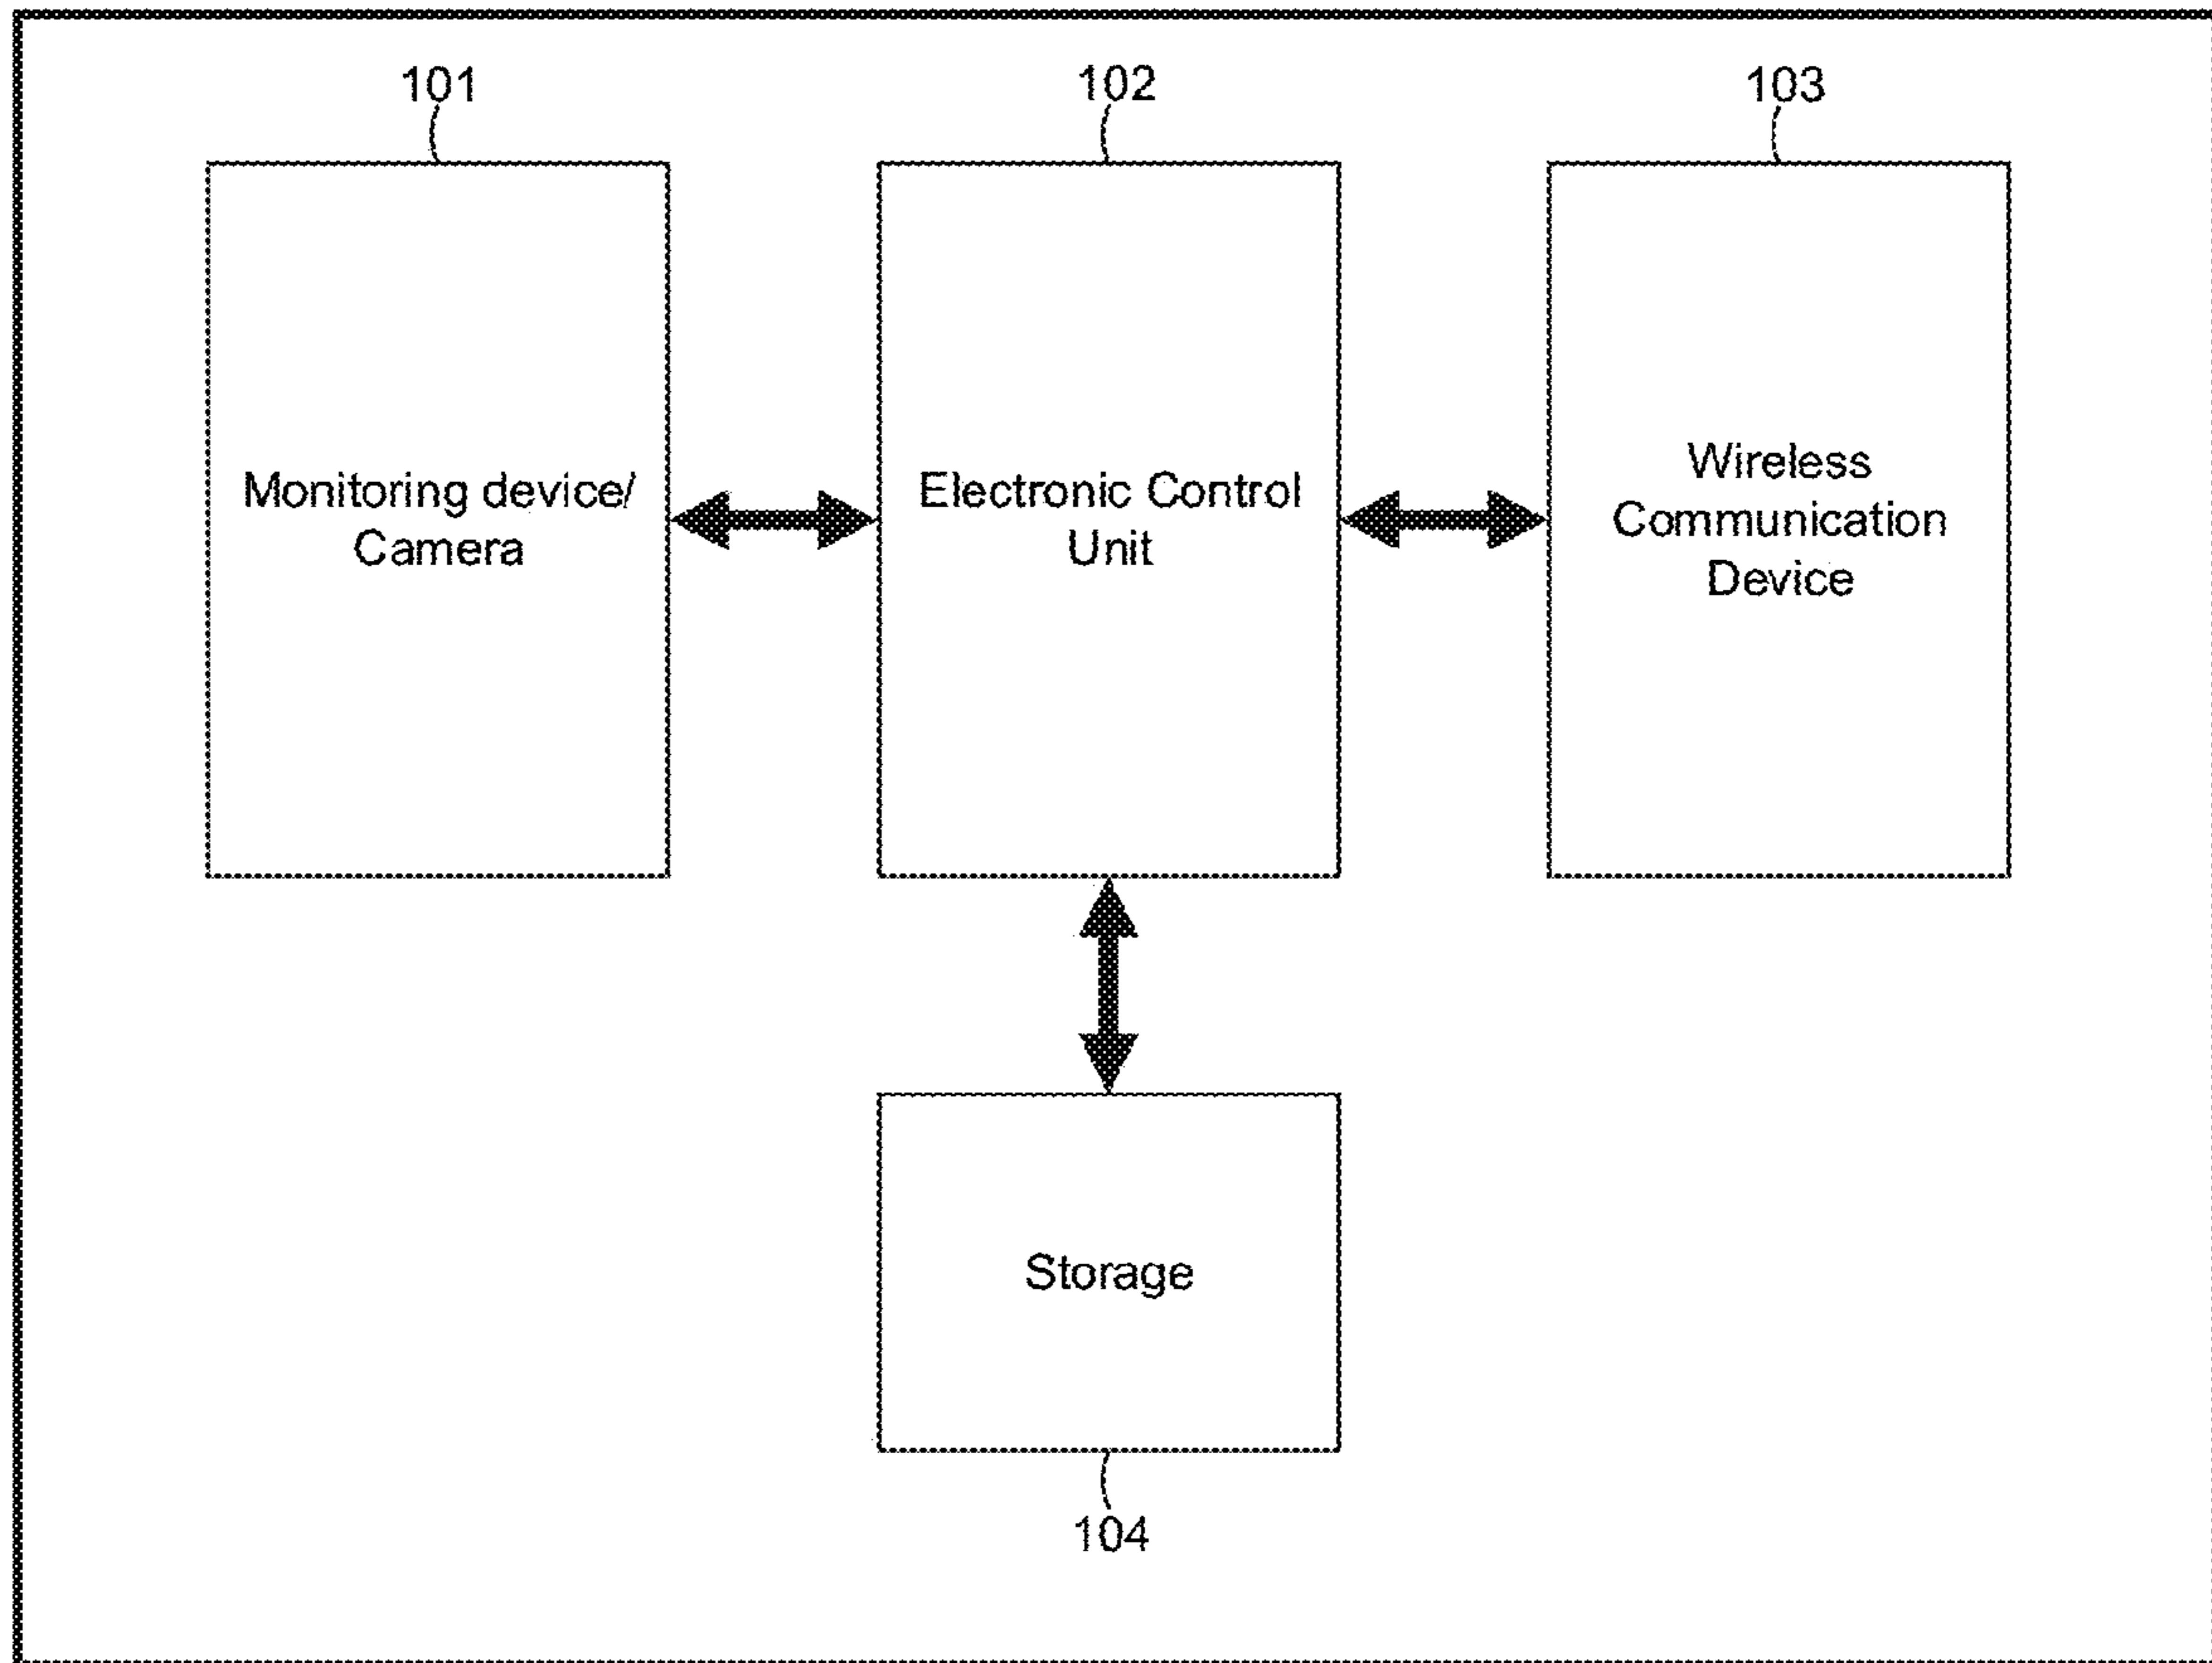 101
102
103
Monitoring device/
Camera
Electronic Control
Unit
Wireless
Communication
Device
Storage
104